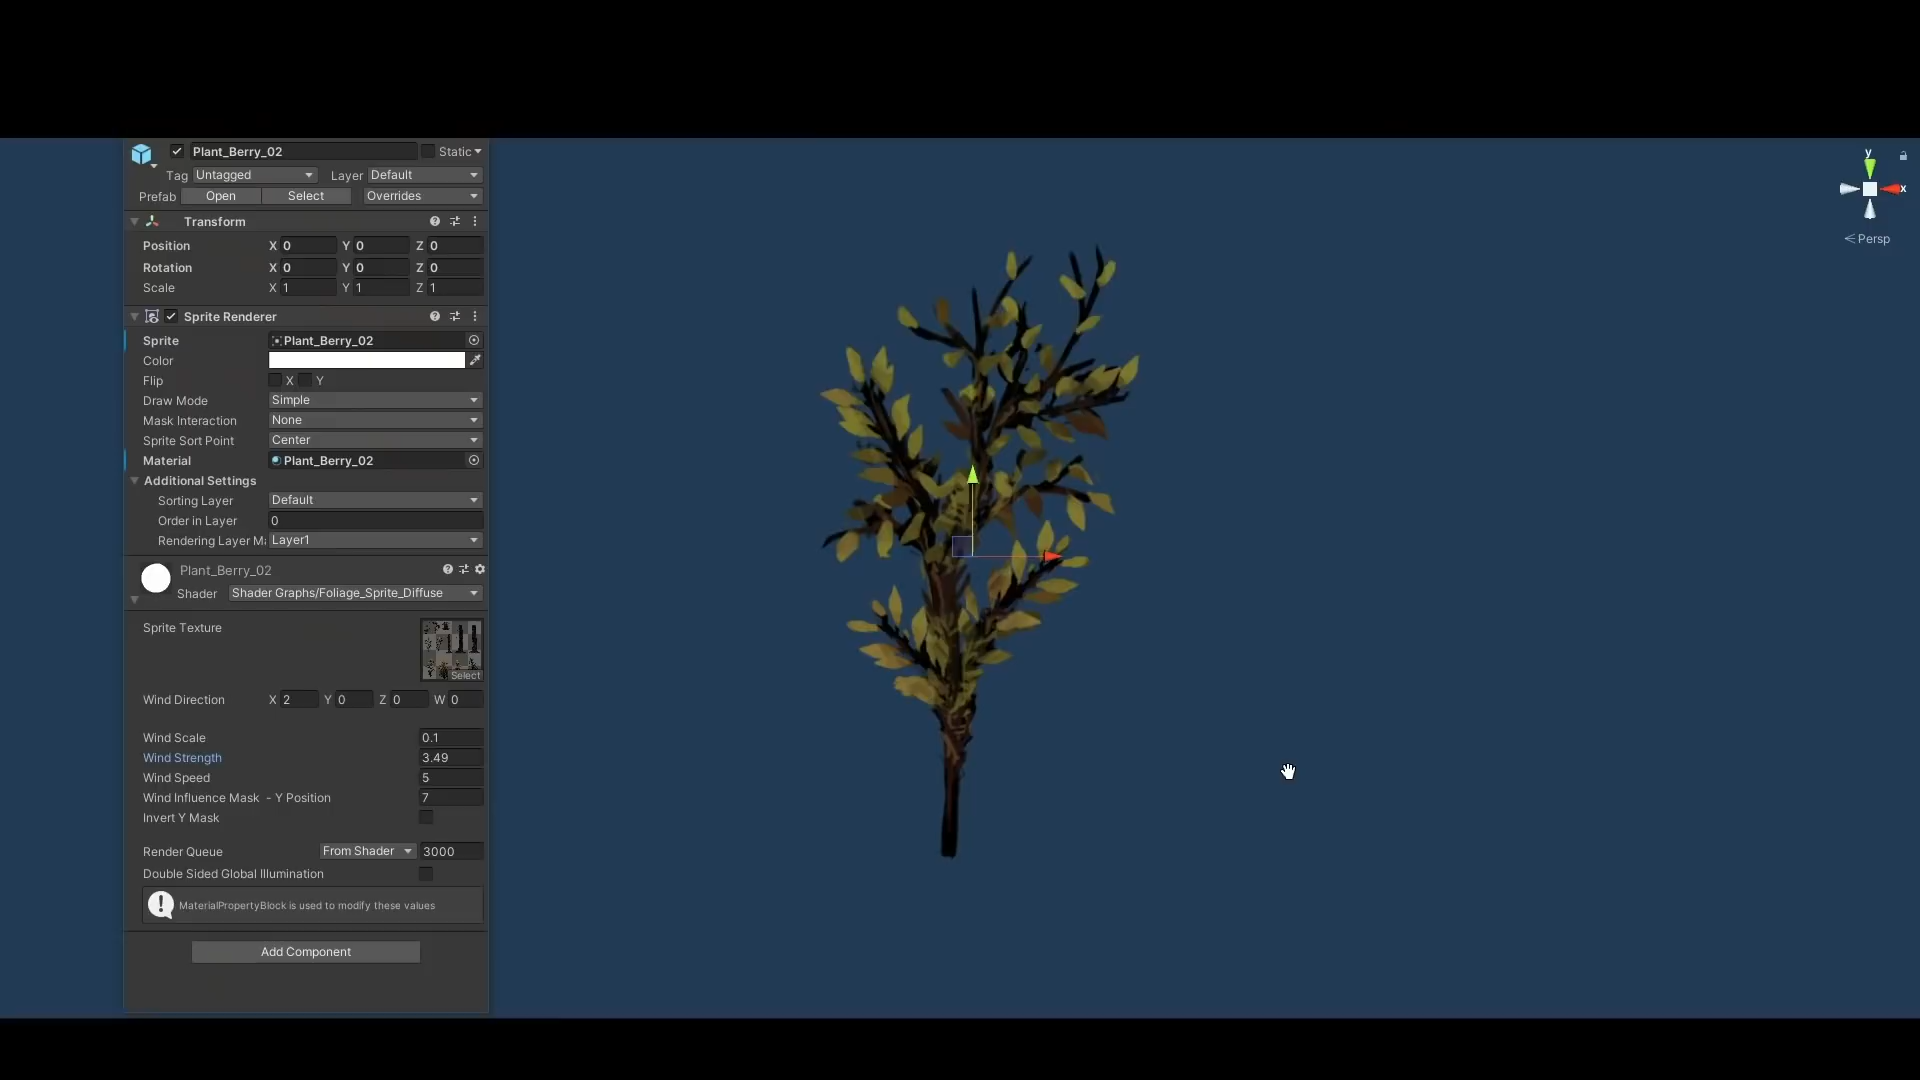 Plant_Berry_02 Static
Tag Untagged Layer Default
Prefab Open Select Overrides
Transform
Position X 0 Y 0 Z 0
Rotation X 0 Y 0 Z 0
Scale X 1 Y 1 Z 1
Sprite Renderer
Sprite Plant_Berry_02
Color
Flip X Y
Draw Mode Simple
Mask Interaction None
Sprite Sort Point Center
Material Plant_Berry_02
Additional Settings
Sorting Layer Default
Order in Layer 0
Rendering Layer Ma Layer1
Plant_Berry_02
Shader Shader Graphs/Foliage_Sprite_Diffuse
Sprite Texture
Select
Wind Direction X 2 Y 0 Z 0 W 0
Wind Scale 0.1
Wind Strength 3.49
Wind Speed 5
Wind Influence Mask - Y Position 7
Invert Y Mask
Render Queue From Shader 3000
Double Sided Global Illumination
MaterialPropertyBlock is used to modify these values
Add Component
y
x
Persp